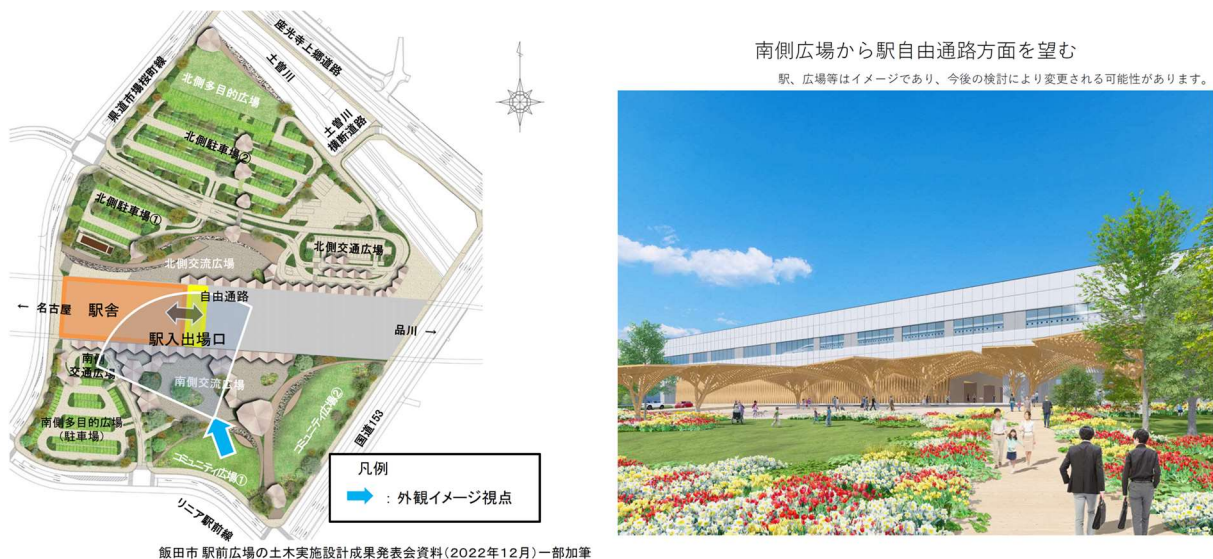 座光寺上郷道路
土曽川
県道市場桜町線
北側多目的広場
土曽川
横断道路
北側駐車場②
北側駐車場①
北側交通広場
北側交流広場
自由通路
← 名古屋
駅舎
品川 →
駅入出場口
南側
交通広場
南側交流広場
コミュニティ広場②
国道153
南側多目的広場
(駐車場)
コミュニティ広場①
リニア駅前線
凡例
：外観イメージ視点
飯田市 駅前広場の土木実施設計成果発表会資料(2022年12月)一部加筆
南側広場から駅自由通路方面を望む
駅、広場等はイメージであり、今後の検討により変更される可能性があります。